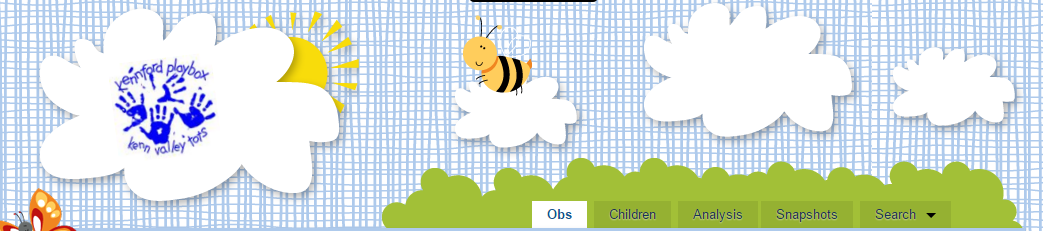 kennford playbox
kenn valley tots
Obs Children Analysis Snapshots Search